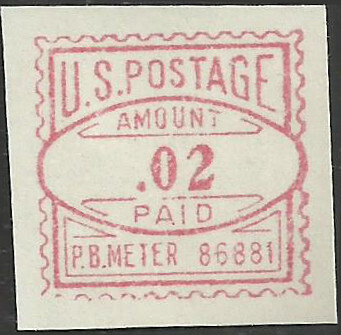 U.S.POSTAGE
AMOUNT
.02
PAID
P.B.METER 86881